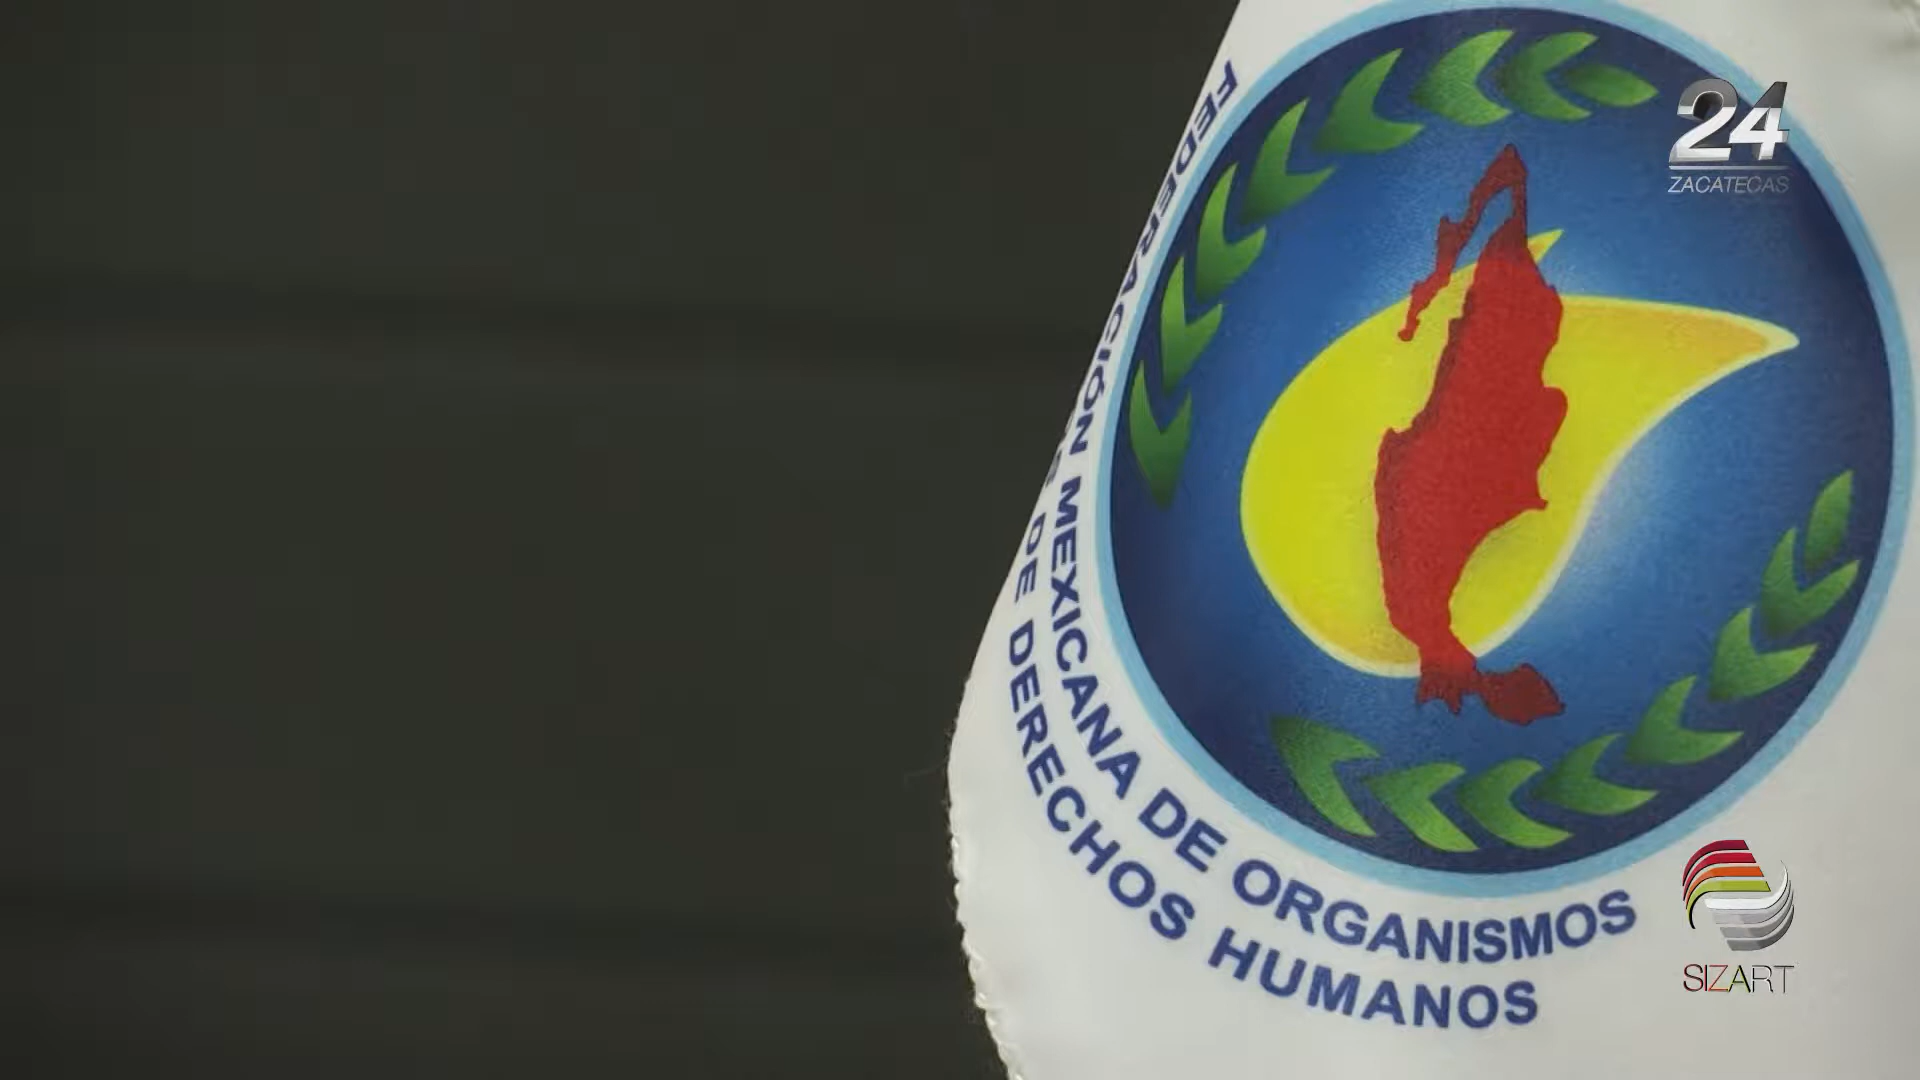 FEDERACIÓN MEXICANA DE ORGANISMOS
DE DERECHOS HUMANOS
24
ZACATECAS
SIZART